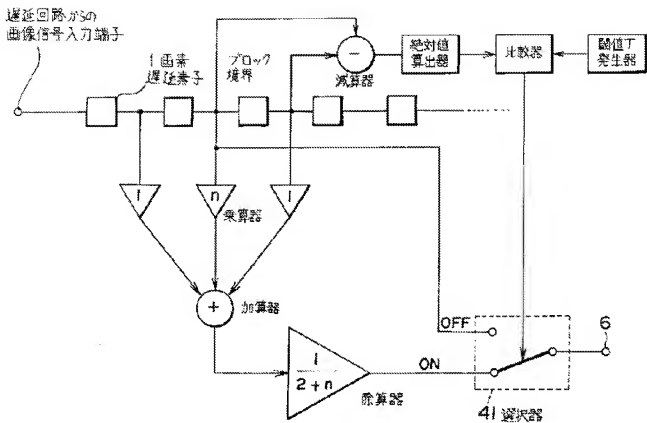 遅延回路からの
画像信号入力端子
1画素
遅延素子
ブロック
境界
−
減算器
絶対値
算出器
比較器
閾値T
発生器
1
n
1
乗算器
+
加算器
1
2+n
除算器
OFF
ON
6
41 選択器